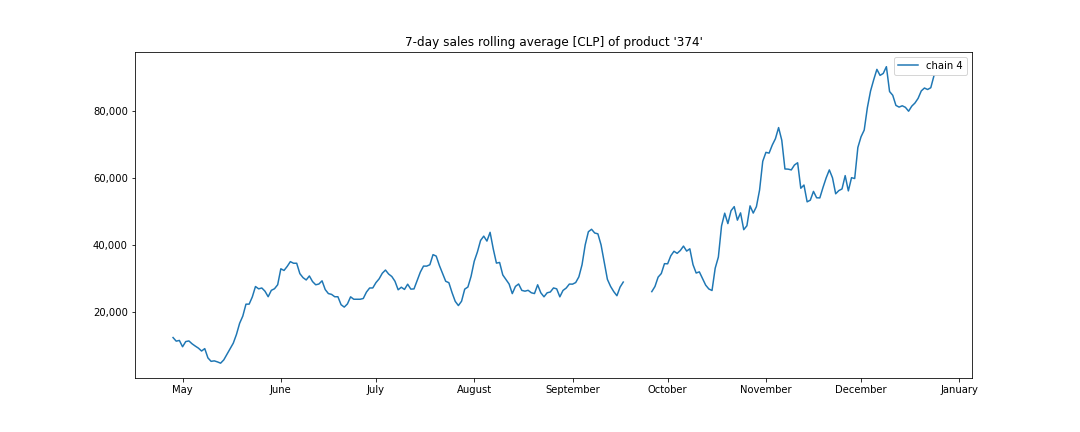 7-day sales rolling average [CLP] of product '374'
chain 4
80,000
60,000
40,000
20,000
May June July August September October November December January